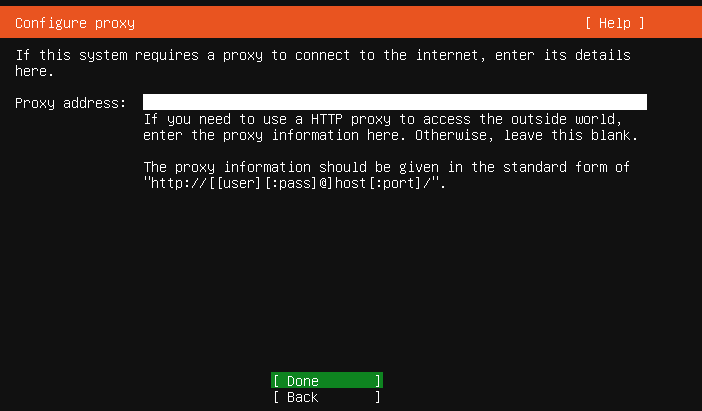 Configure proxy [ Help ]
If this system requires a proxy to connect to the internet, enter its details
here.
Proxy address:
If you need to use a HTTP proxy to access the outside world,
enter the proxy information here. Otherwise, leave this blank.
The proxy information should be given in the standard form of
"http://[[user][:pass]@]host[:port]/".
[ Done ]
[ Back ]